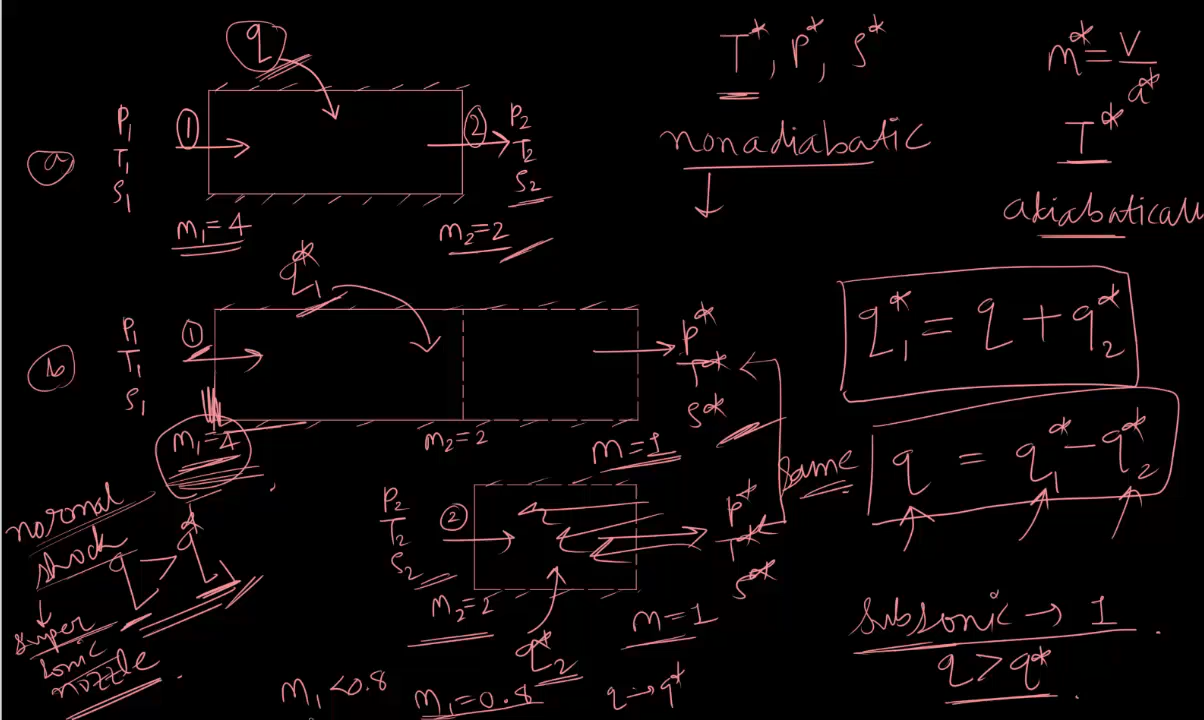 q
T*, P*, ρ*
m* = V/a*
P₁
T₁
ρ₁
①
②
P₂
T₂
ρ₂
a
nonadiabatic
T*
adiabatically
m₁ = 4
m₂ = 2
q₁*
q₁* = q + q₂*
b
P₁
T₁
ρ₁
①
P*
T*
ρ*
m₁ = 4
m₂ = 2
m = 1
same
q = q₁* − q₂*
normal
shock
q > q₁*
super
sonic
nozzle
P₂
T₂
ρ₂
②
P*
T*
ρ*
m₂ = 2
m = 1
q₂*
subsonic → 1
q > q*
m₁ < 0.8
m₁ = 0.8
q → q*